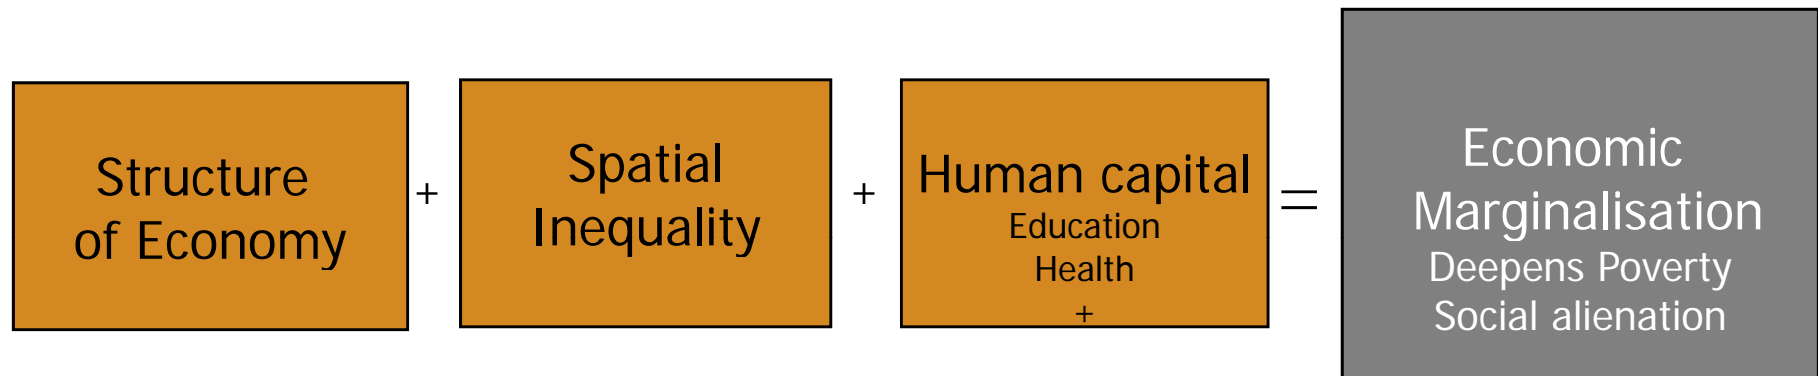 Structure
of Economy
+
Spatial
Inequality
+
Human capital
Education
Health
+
=
Economic
Marginalisation
Deepens Poverty
Social alienation